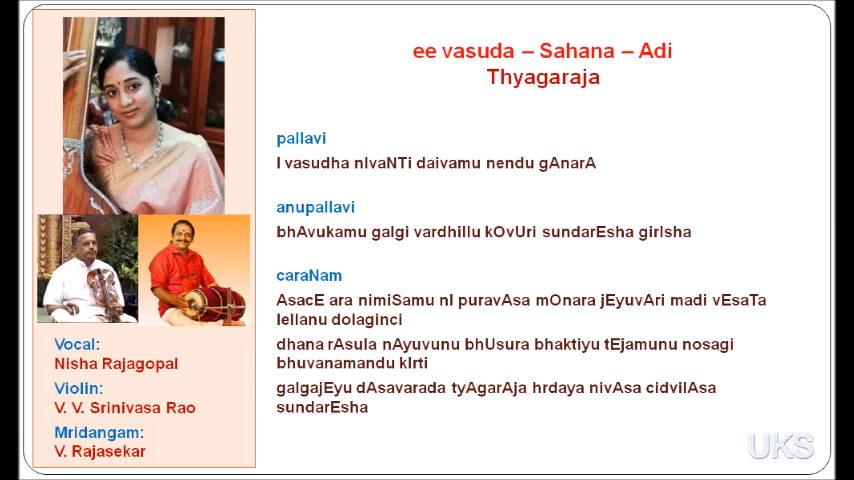 ee vasuda – Sahana – Adi
Thyagaraja
pallavi
I vasudha nIvaNTi daivamu nendu gAnarA
anupallavi
bhAvukamu galgi vardhillu kOvUri sundarEsha girIsha
caraNam
AsacE ara nimiSamu nI puravAsa mOnara jEyuvAri madi vEsaTa
lellanu dolaginci
dhana rAsula nAyuvunu bhUsura bhaktiyu tEjamunu nosagi
bhuvanamandu kIrti
galgajEyu dAsavarada tyAgarAja hrdaya nivAsa cidvilAsa
sundarEsha
Vocal:
Nisha Rajagopal
Violin:
V. V. Srinivasa Rao
Mridangam:
V. Rajasekar
UKS